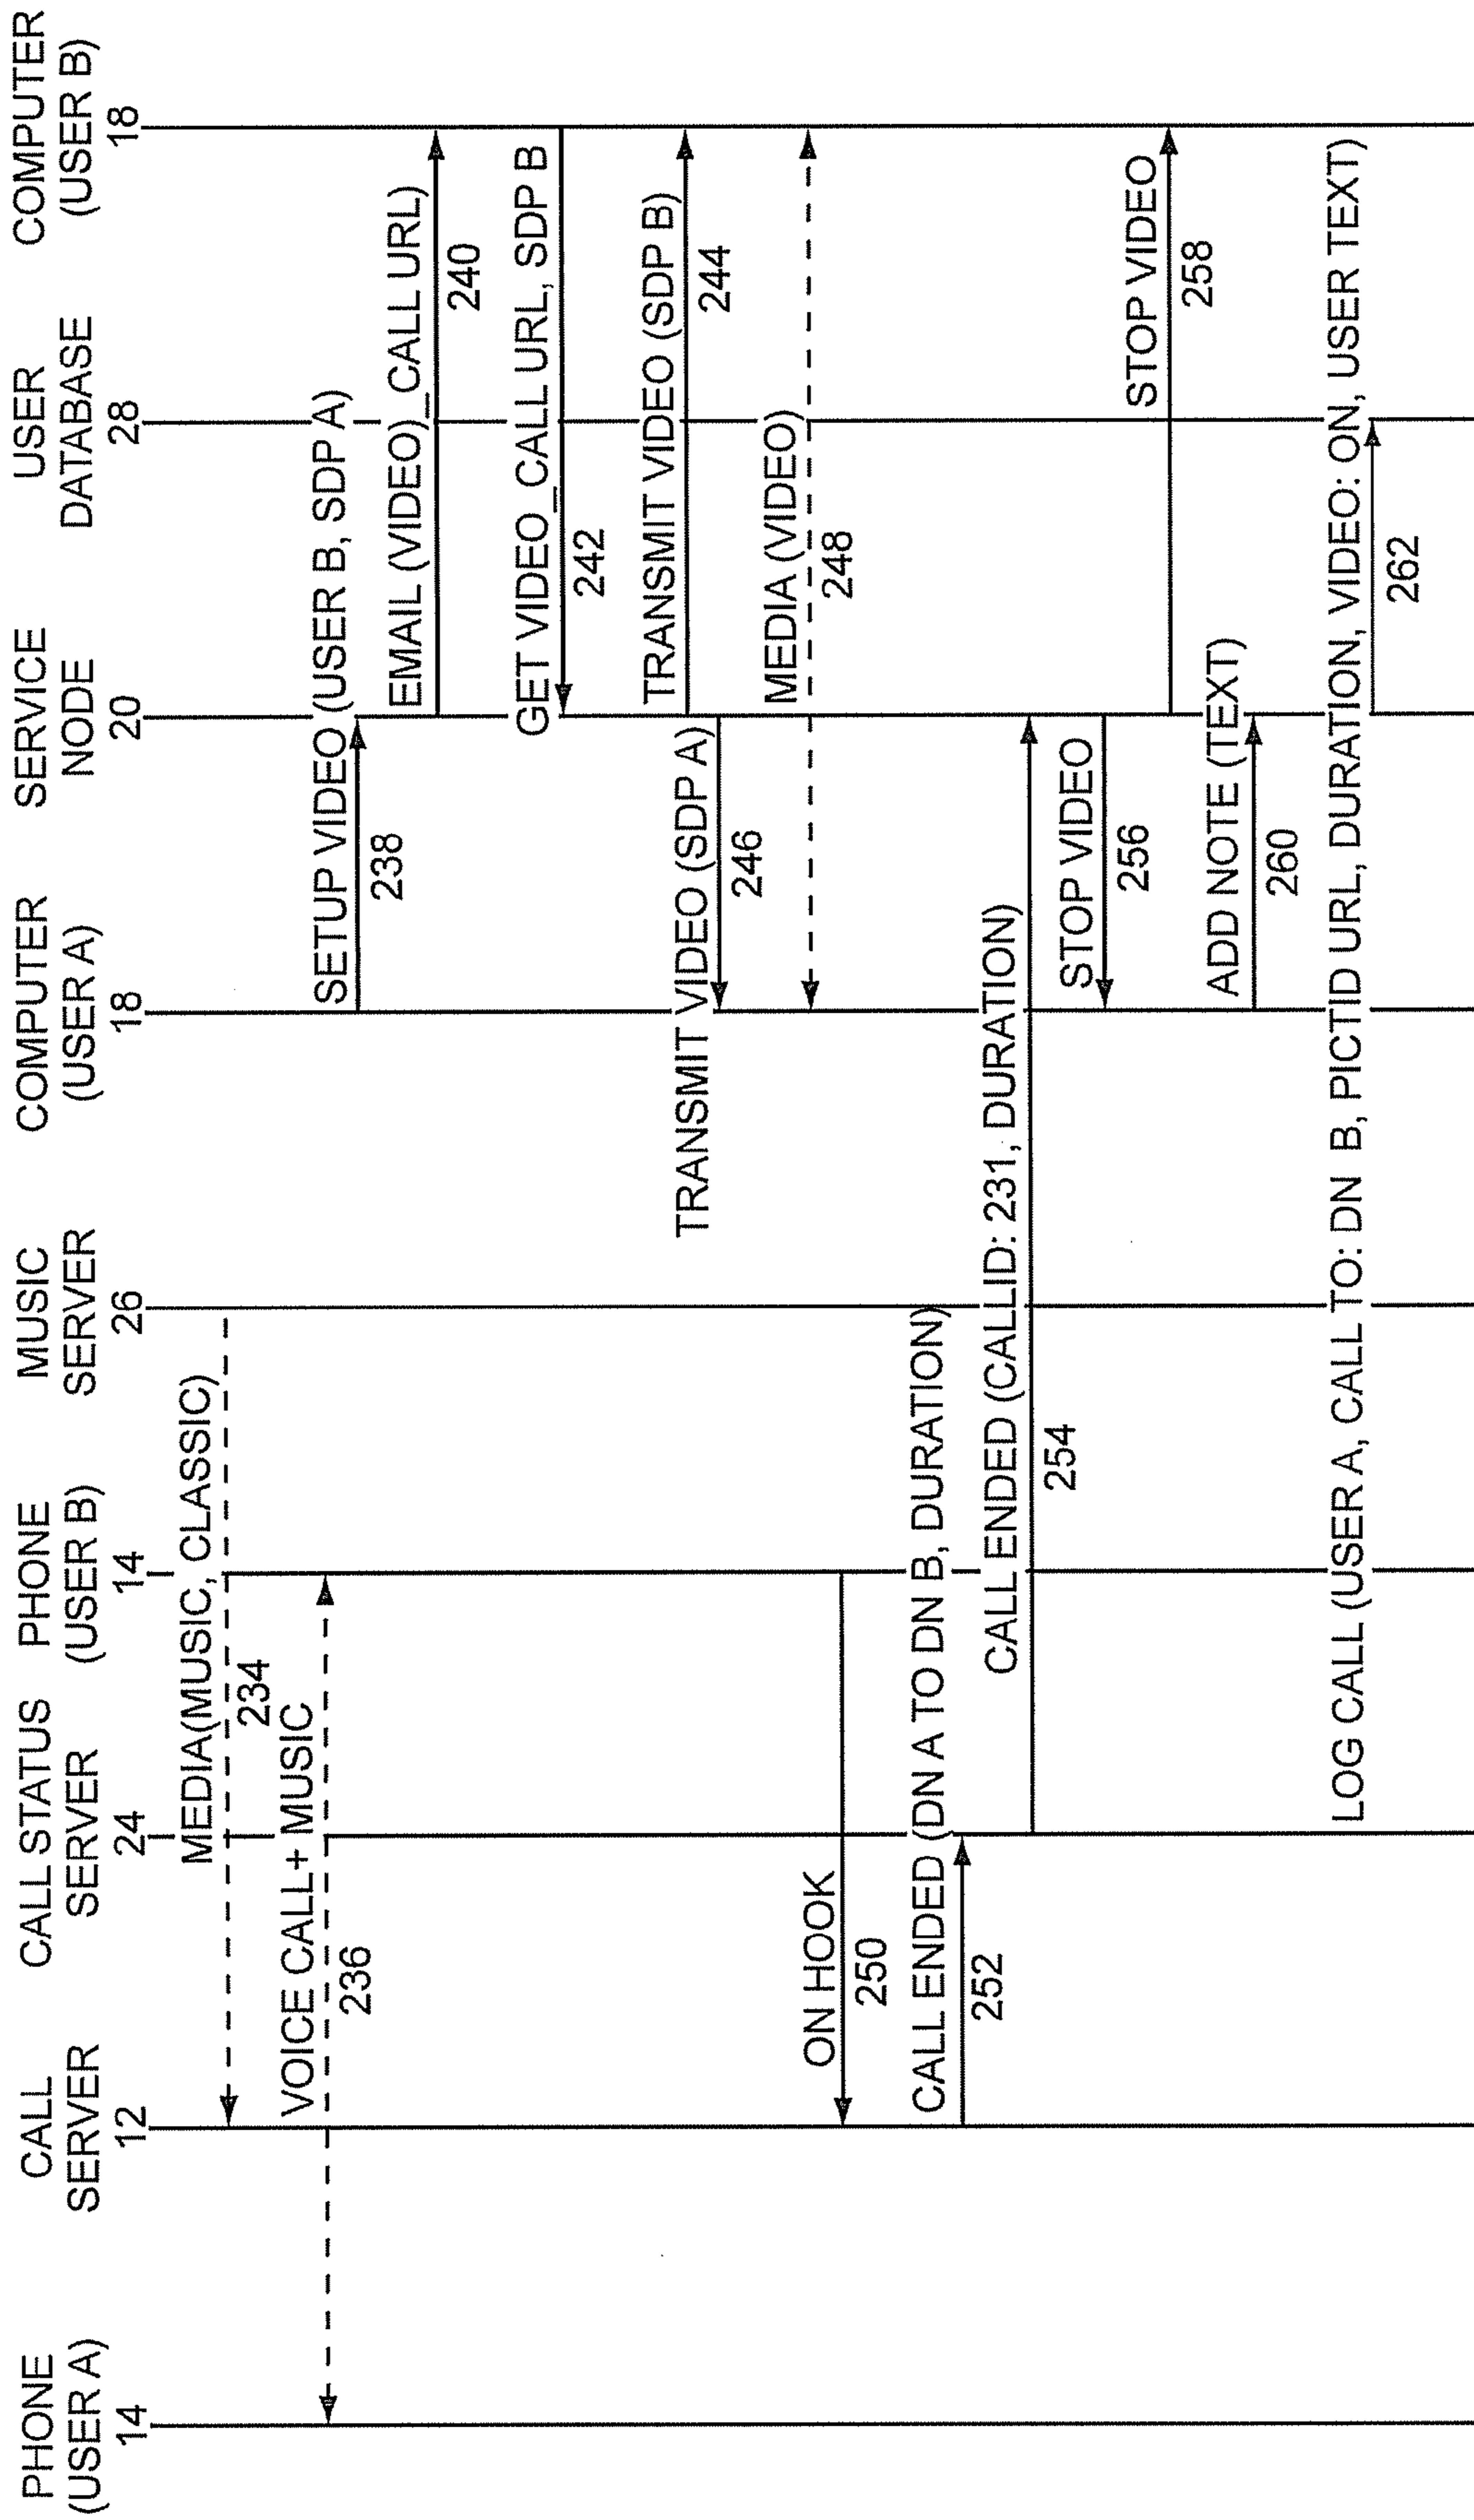 PHONE
(USER A)
14
CALL
SERVER
12
CALL STATUS
SERVER
24
PHONE
(USER B)
14
MUSIC
SERVER
26
COMPUTER
(USER A)
18
SERVICE
NODE
20
USER
DATABASE
28
COMPUTER
(USER B)
18
MEDIA(MUSIC, CLASSIC)
234
VOICE CALL+ MUSIC
236
SETUP VIDEO (USER B, SDP A)
238
EMAIL (VIDEO)_CALL URL)
240
GET VIDEO_CALL URL, SDP B
242
TRANSMIT VIDEO (SDP B)
244
TRANSMIT VIDEO (SDP A)
246
MEDIA (VIDEO)
248
ON HOOK
250
CALL ENDED (DN A TO DN B, DURATION)
252
CALL ENDED (CALLID: 231, DURATION)
254
STOP VIDEO
256
STOP VIDEO
258
ADD NOTE (TEXT)
260
LOG CALL (USER A, CALL TO: DN B, PICTID URL, DURATION, VIDEO: ON, USER TEXT)
262